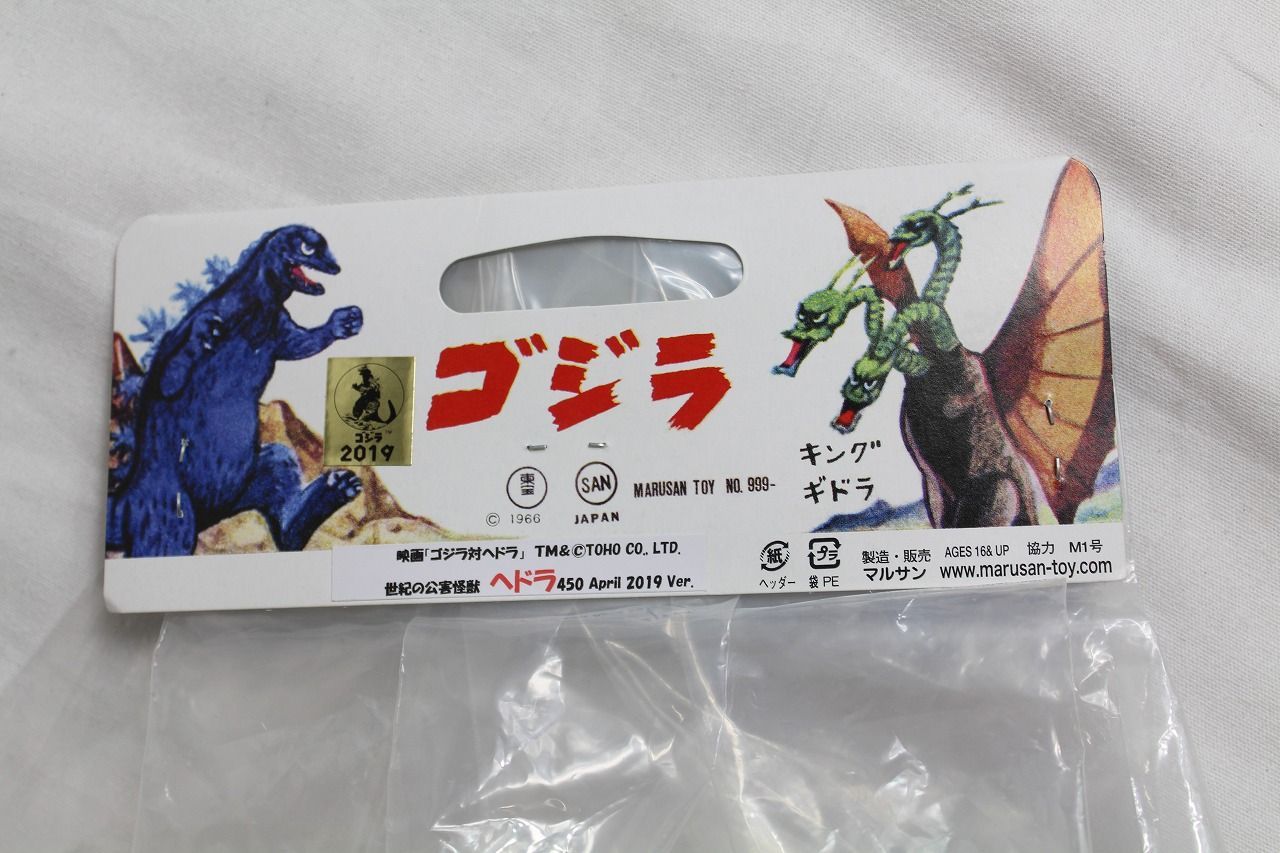 ゴジラ
ゴジラ™
2019
東宝
© 1966
SAN
JAPAN
MARUSAN TOY NO. 999-
キング
ギドラ
映画「ゴジラ対ヘドラ」 TM&©TOHO CO., LTD.
世紀の公害怪獣 ヘドラ450 April 2019 Ver.
紙
ヘッダー
プラ
袋 PE
製造・販売
マルサン
AGES 16& UP 協力 M1号
www.marusan-toy.com